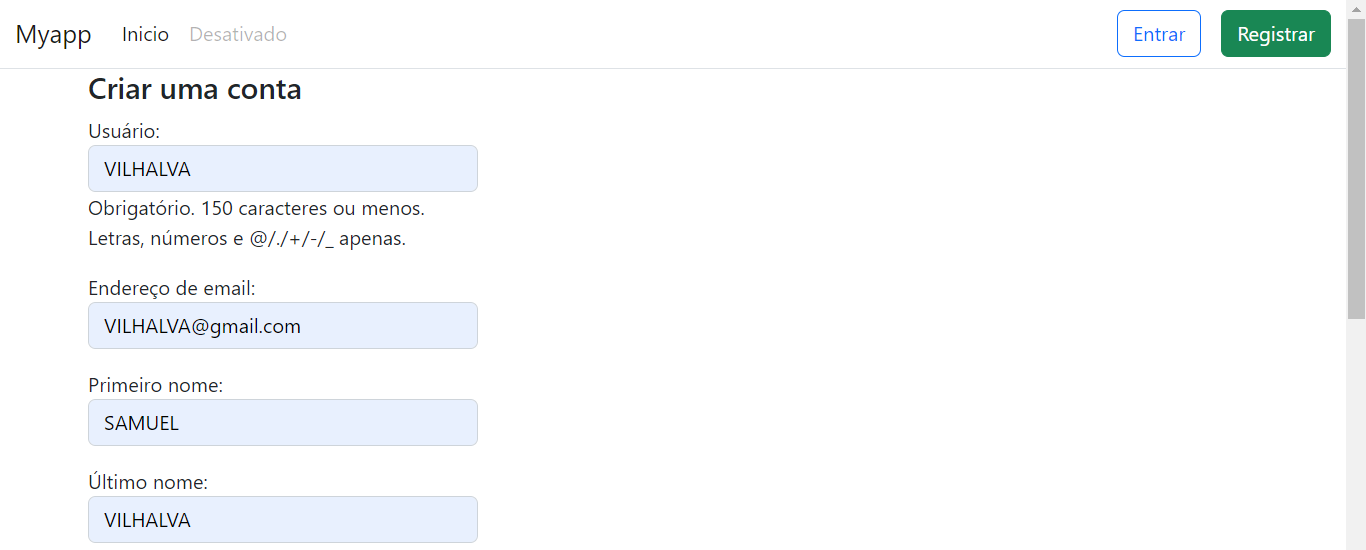 Myapp Inicio Desativado Entrar Registrar
Criar uma conta
Usuário:
VILHALVA
Obrigatório. 150 caracteres ou menos.
Letras, números e @/./+/-/_ apenas.
Endereço de email:
VILHALVA@gmail.com
Primeiro nome:
SAMUEL
Último nome:
VILHALVA